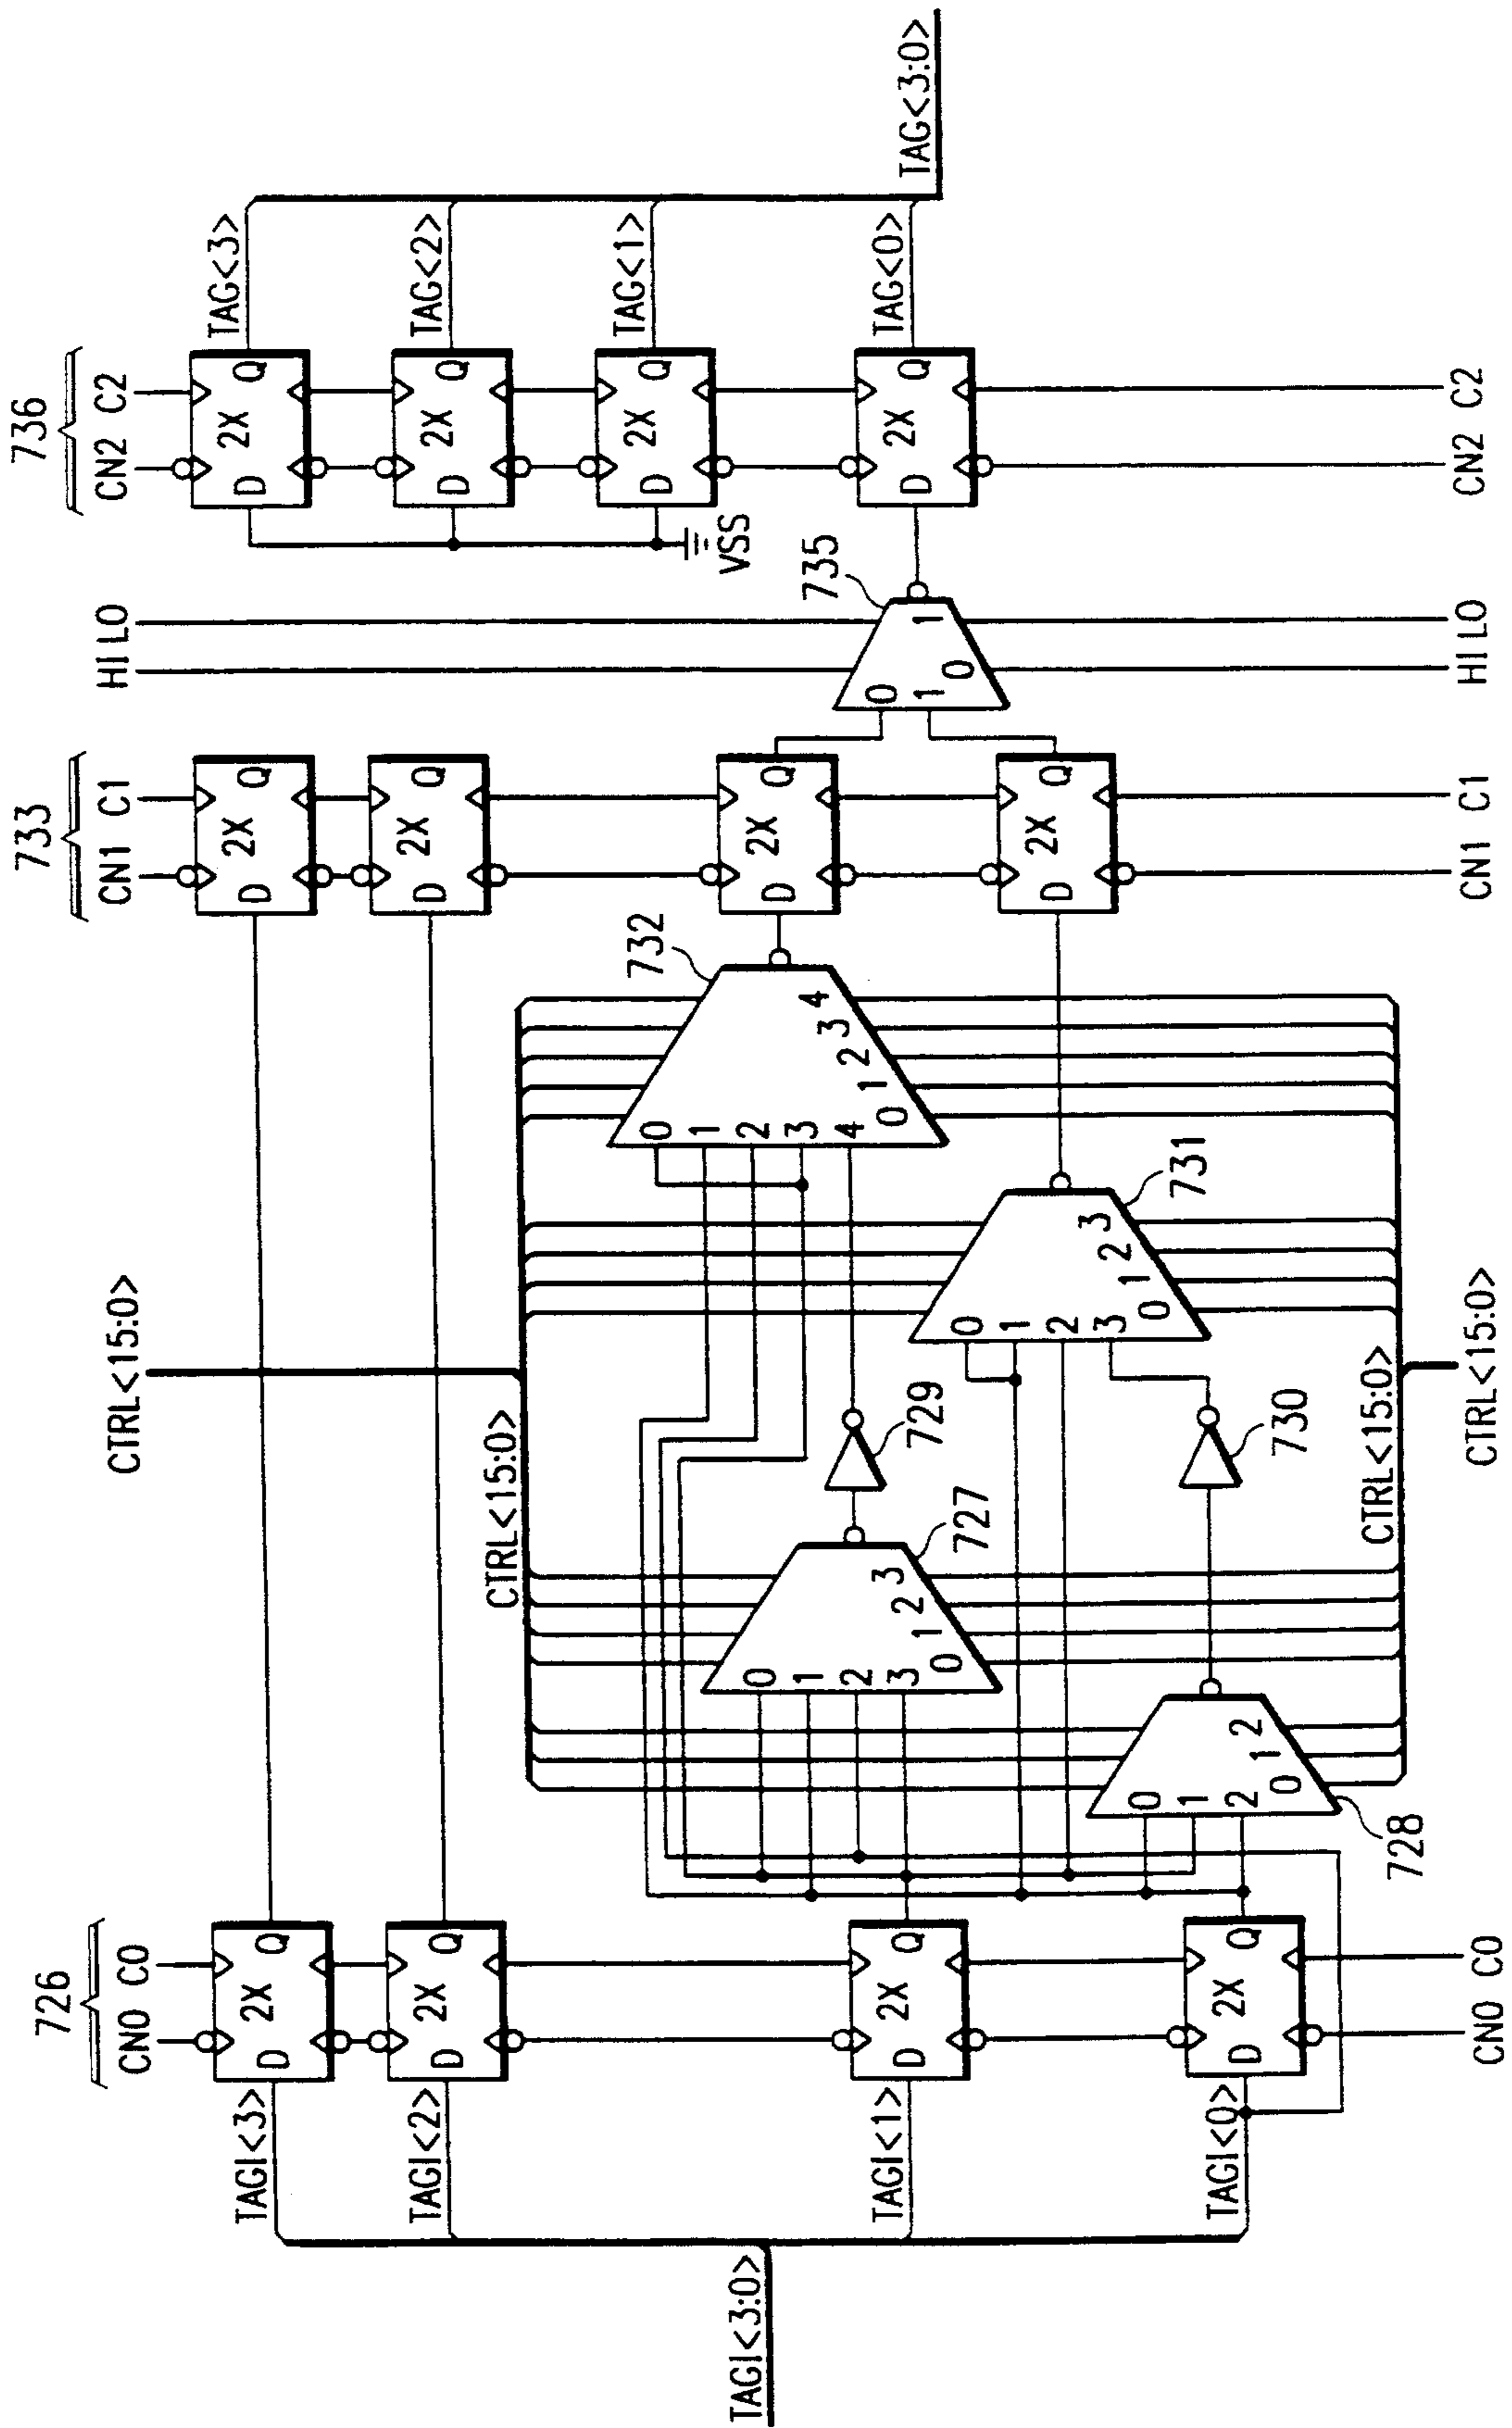 726
CN0 C0
733
CN1 C1
HI LO
736
CN2 C2
CTRL<15:0>
TAGI<3:0>
TAGI<3>
D 2X Q
D 2X Q
D 2X Q
TAG<3>
TAGI<2>
D 2X Q
D 2X Q
D 2X Q
TAG<2>
CTRL<15:0>
732
0 1 2 3 4
0 1 2 3 4
D 2X Q
D 2X Q
TAG<1>
VSS
727
0 1 2 3
0 1 2 3
729
TAGI<1>
D 2X Q
731
0 1 2 3
0 1 2 3
735
0 1
0 1
D 2X Q
TAG<0>
TAG<3:0>
D 2X Q
TAGI<0>
D 2X Q
728
0 1 2
0 1 2
730
CTRL<15:0>
CN0 C0
CTRL<15:0>
CN1 C1
HI LO
CN2 C2